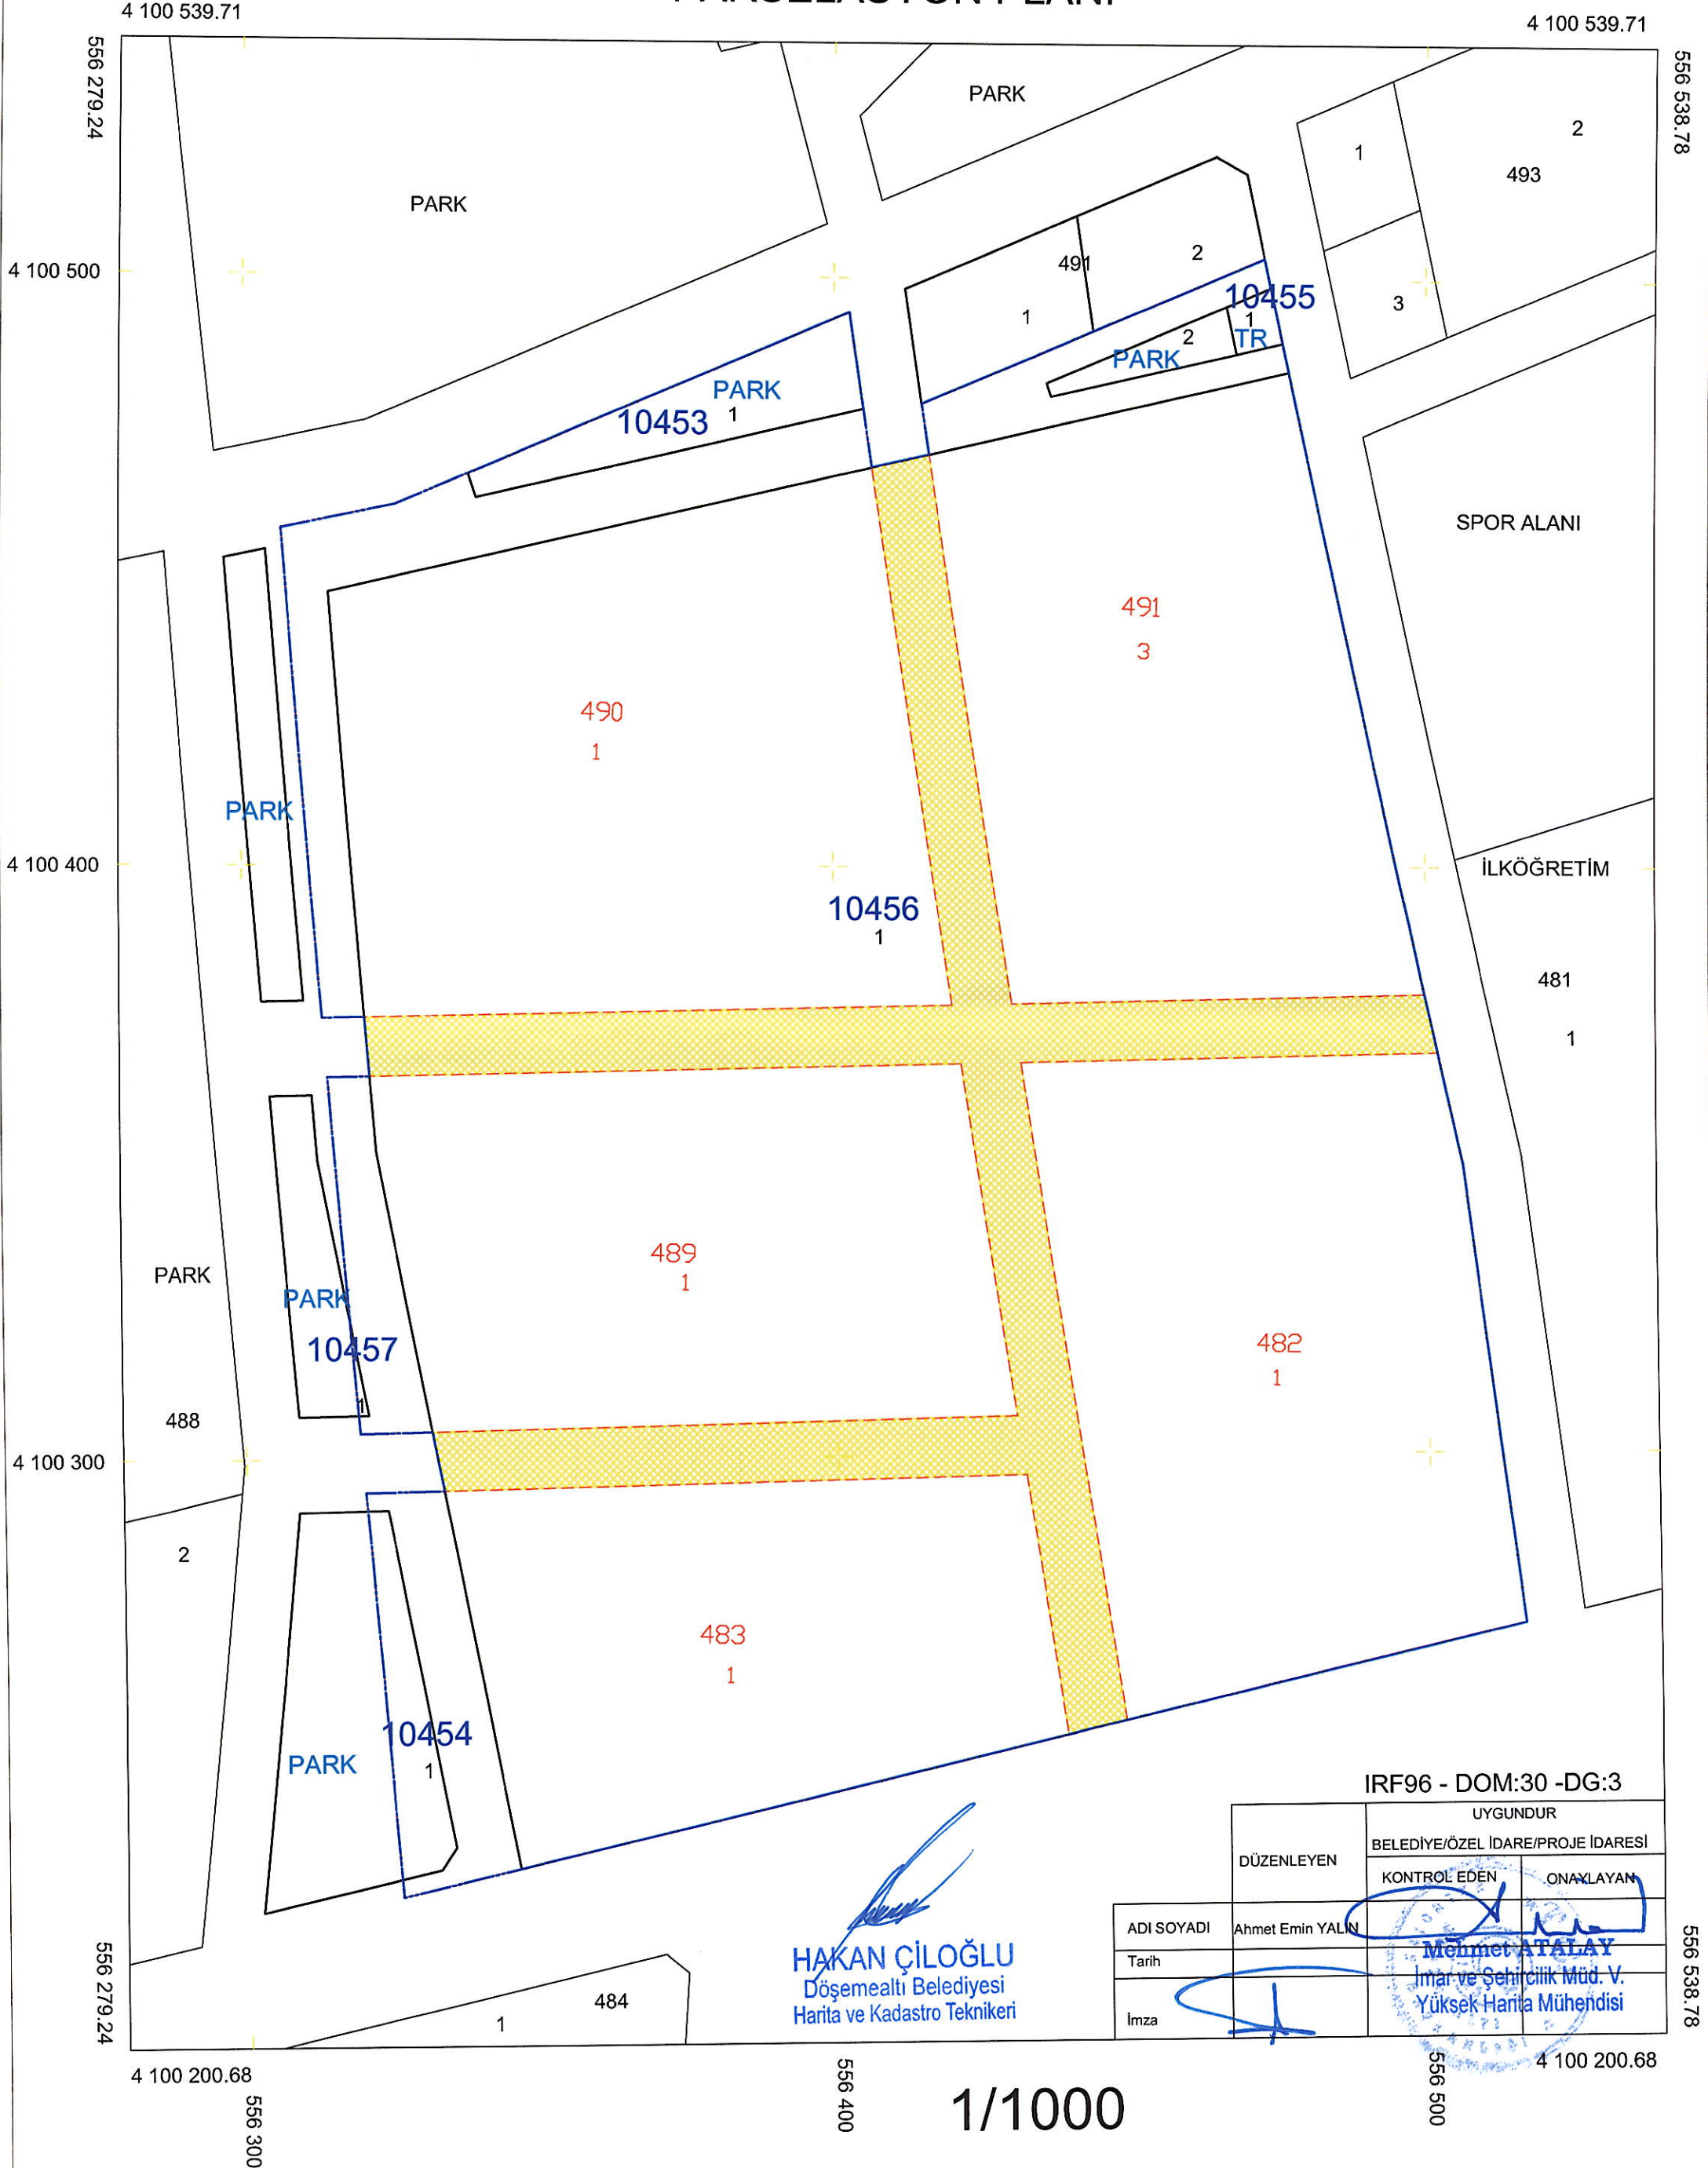 PARSELASYON PLANI
4 100 539.71
4 100 539.71
556 279.24
556 538.78
PARK
PARK
1
2
493
3
4 100 500
491
2
1
10455
1
2
TR
PARK
PARK
1
10453
SPOR ALANI
491
3
490
1
PARK
4 100 400
İLKÖĞRETİM
10456
1
481
1
489
1
PARK
PARK
10457
1
482
1
488
4 100 300
2
483
1
10454
PARK
1
IRF96 - DOM:30 -DG:3
UYGUNDUR
BELEDİYE/ÖZEL İDARE/PROJE İDARESİ
DÜZENLEYEN
KONTROL EDEN
ONAYLAYAN
ADI SOYADI
Ahmet Emin YALIN
Tarih
İmza
Mehmet ATALAY
İmar ve Şehircilik Müd. V.
Yüksek Harita Mühendisi
HAKAN ÇİLOĞLU
Döşemealtı Belediyesi
Harita ve Kadastro Teknikeri
484
1
556 279.24
556 538.78
4 100 200.68
4 100 200.68
556 300
556 400
556 500
1/1000